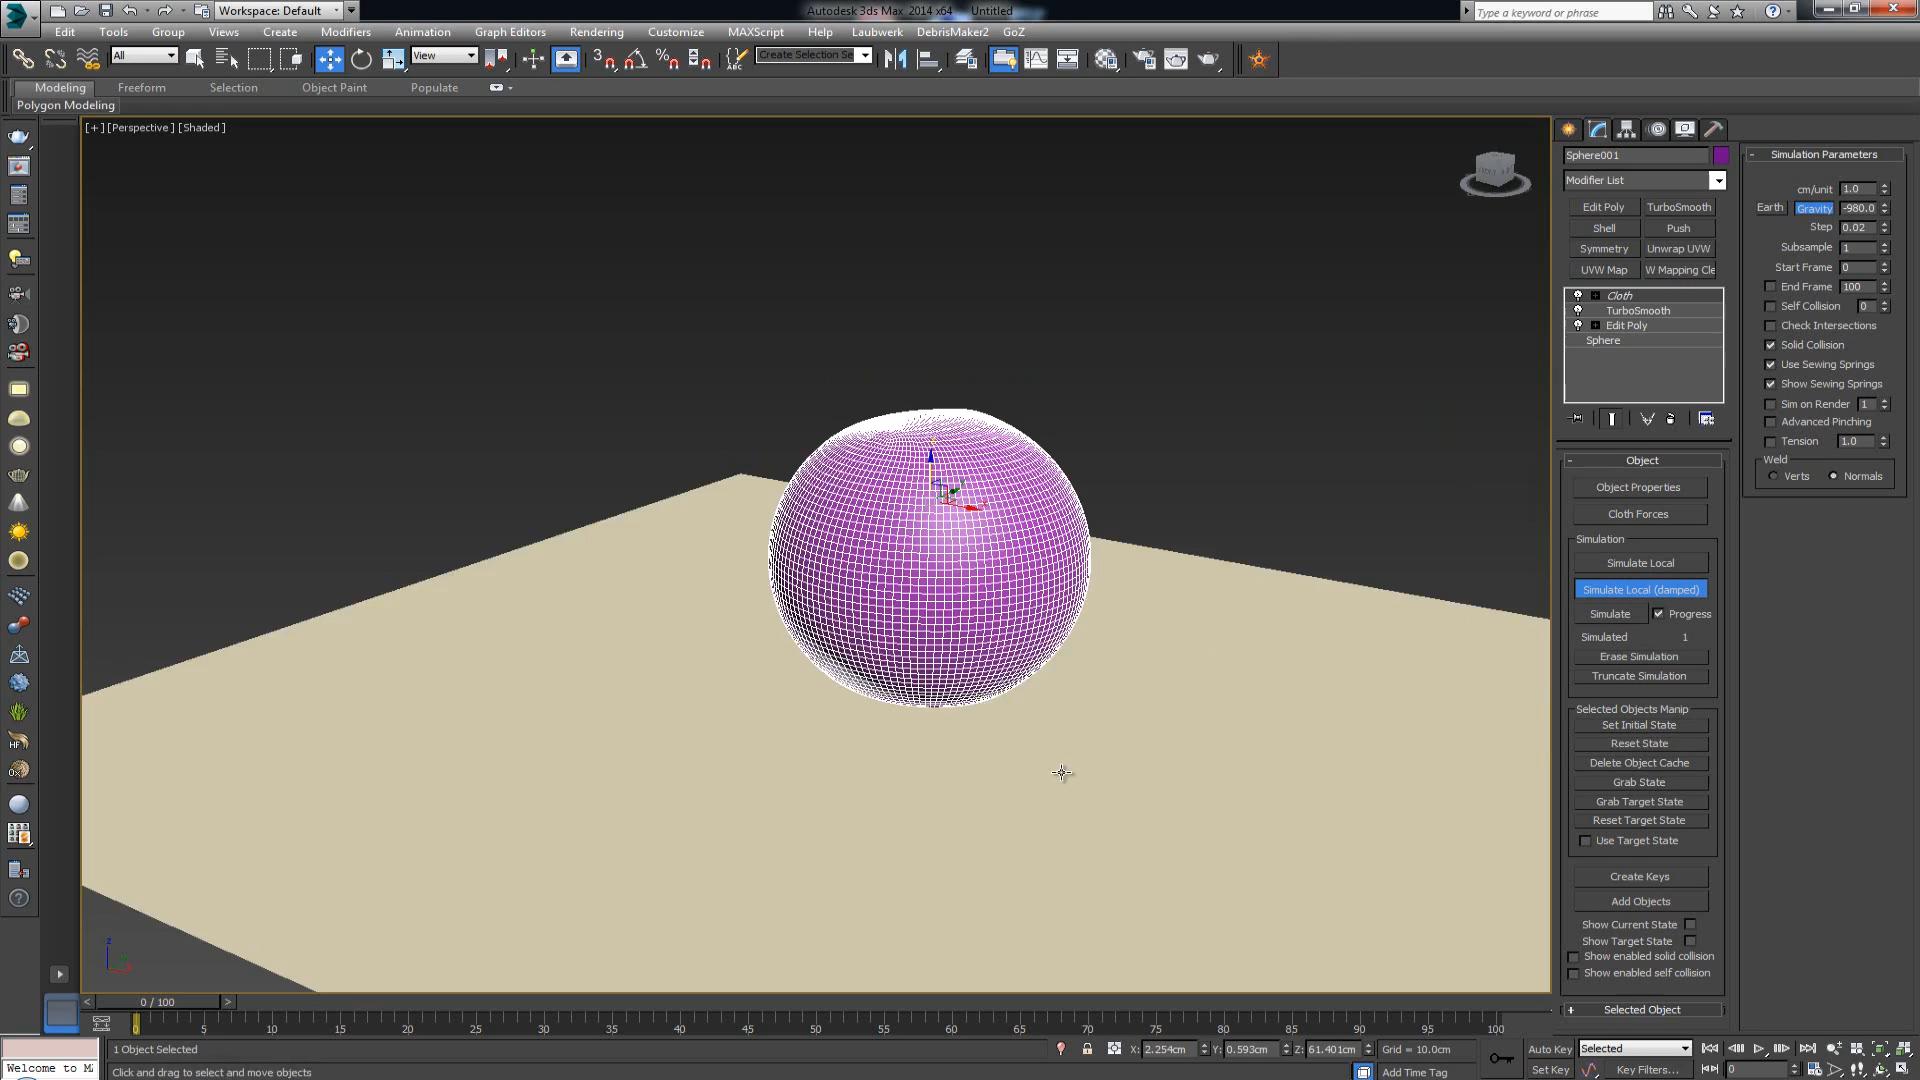 Workspace: Default
Autodesk 3ds Max 2014 x64 Untitled
Type a keyword or phrase
Edit Tools Group Views Create Modifiers Animation Graph Editors Rendering Customize MAXScript Help Laubwerk DebrisMaker2 GoZ
All
View
3
ABC
Create Selection Se
Modeling Freeform Selection Object Paint Populate
Polygon Modeling
[+] [Perspective] [Shaded]
Sphere001
Modifier List
Edit Poly TurboSmooth
Shell Push
Symmetry Unwrap UVW
UVW Map W Mapping Cle
Cloth
TurboSmooth
Edit Poly
Sphere
- Object
Object Properties
Cloth Forces
Simulation
Simulate Local
Simulate Local (damped)
Simulate Progress
Simulated 1
Erase Simulation
Truncate Simulation
Selected Objects Manip
Set Initial State
Reset State
Delete Object Cache
Grab State
Grab Target State
Reset Target State
Use Target State
Create Keys
Add Objects
Show Current State
Show Target State
Show enabled solid collision
Show enabled self collision
+ Selected Object
- Simulation Parameters
cm/unit 1.0
Earth Gravity -980.0
Step 0.02
Subsample 1
Start Frame 0
End Frame 100
Self Collision 0
Check Intersections
Solid Collision
Use Sewing Springs
Show Sewing Springs
Sim on Render 1
Advanced Pinching
Tension 1.0
Weld
Verts Normals
HF
z
< 0 / 100 >
0 5 10 15 20 25 30 35 40 45 50 55 60 65 70 75 80 85 90 95 100
1 Object Selected
X: 2.254cm Y: 0.593cm Z: 61.401cm Grid = 10.0cm
Auto Key Selected
Welcome to M
Click and drag to select and move objects
Add Time Tag
Set Key Key Filters... 0